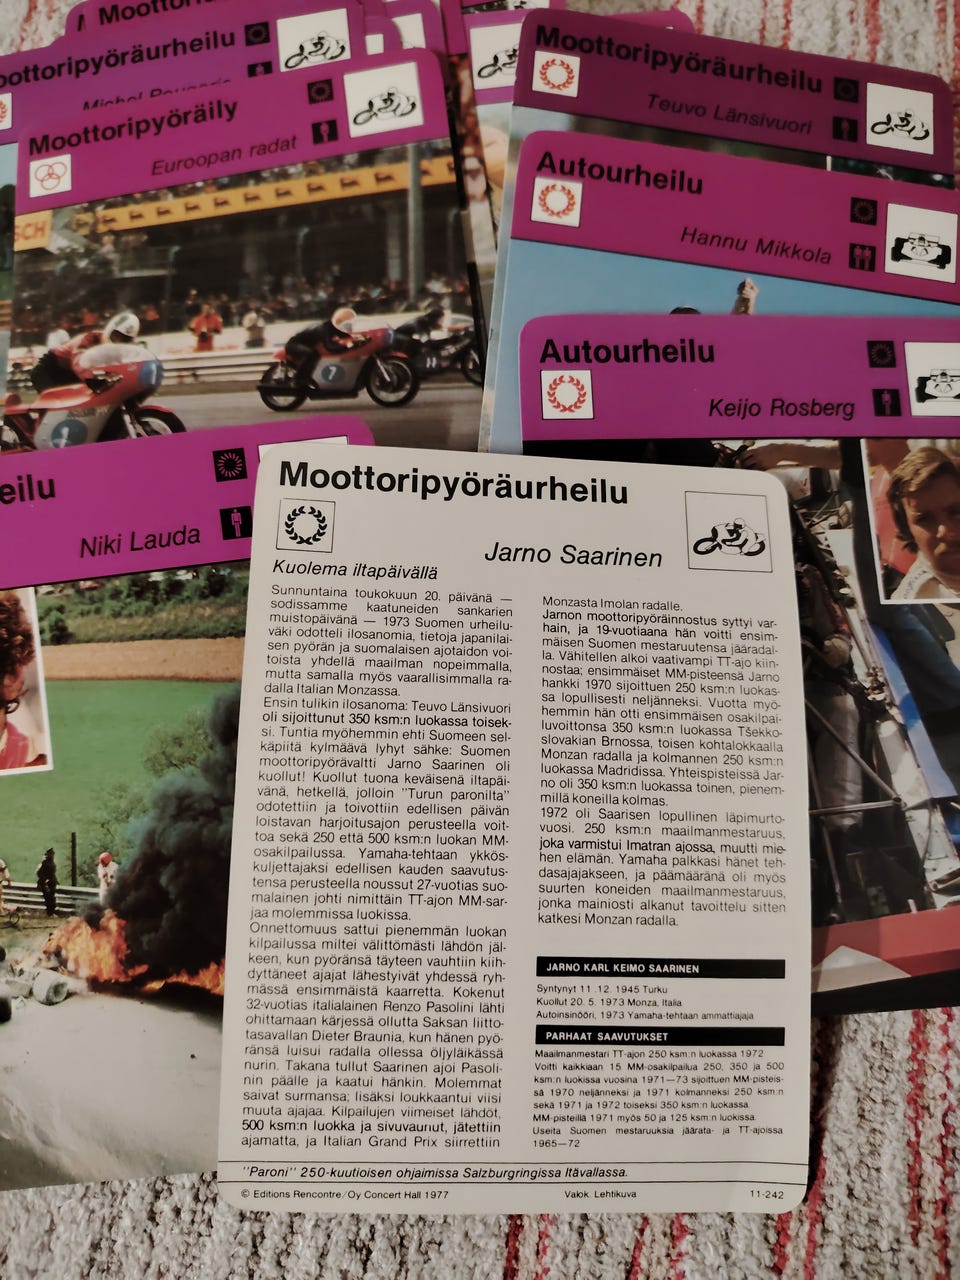 Moottoripyöräurheilu
Michel Rougerie
Moottoripyöräily
Euroopan radat
Moottoripyöräurheilu
Teuvo Länsivuori
Autourheilu
Hannu Mikkola
Autourheilu
Keijo Rosberg
eilu
Niki Lauda
7
Moottoripyöräurheilu
Jarno Saarinen
Kuolema iltapäivällä
Sunnuntaina toukokuun 20. päivänä —
sodissamme kaatuneiden sankarien
muistopäivänä — 1973 Suomen urheilu-
väki odotteli ilosanomia, tietoja japanilai-
sen pyörän ja suomalaisen ajotaidon voi-
toista yhdellä maailman nopeimmalla,
mutta samalla myös vaarallisimmalla ra-
dalla Italian Monzassa.
Ensin tulikin ilosanoma: Teuvo Länsivuori
oli sijoittunut 350 ksm:n luokassa toisek-
si. Tuntia myöhemmin ehti Suomeen sel-
käpiitä kylmäävä lyhyt sähke: Suomen
moottoripyörävaltti Jarno Saarinen oli
kuollut! Kuollut tuona keväisenä iltapäi-
vänä, hetkellä, jolloin "Turun paronilta"
odotettiin ja toivottiin edellisen päivän
loistavan harjoitusajon perusteella voit-
toa sekä 250 että 500 ksm:n luokan MM-
osakilpailussa. Yamaha-tehtaan ykkös-
kuljettajaksi edellisen kauden saavutus-
tensa perusteella noussut 27-vuotias suo-
malainen johti nimittäin TT-ajon MM-sar-
jaa molemmissa luokissa.
Onnettomuus sattui pienemmän luokan
kilpailussa miltei välittömästi lähdön jäl-
keen, kun pyöränsä täyteen vauhtiin kiih-
dyttäneet ajajat lähestyivät yhdessä ryh-
mässä ensimmäistä kaarretta. Kokenut
32-vuotias italialainen Renzo Pasolini lähti
ohittamaan kärjessä ollutta Saksan liitto-
tasavallan Dieter Braunia, kun hänen pyö-
ränsä luisui radalla olleessa öljyläikässä
nurin. Takana tullut Saarinen ajoi Pasoli-
nin päälle ja kaatui hänkin. Molemmat
saivat surmansa; lisäksi loukkaantui viisi
muuta ajajaa. Kilpailujen viimeiset lähdöt,
500 ksm:n luokka ja sivuvaunut, jätettiin
ajamatta, ja Italian Grand Prix siirrettiin
Monzasta Imolan radalle.
Jarnon moottoripyöräinnostus syttyi var-
hain, ja 19-vuotiaana hän voitti ensim-
mäisen Suomen mestaruutensa jääradal-
la. Vähitellen alkoi vaativampi TT-ajo kiin-
nostaa; ensimmäiset MM-pisteensä Jarno
hankki 1970 sijoittuen 250 ksm:n luokas-
sa lopullisesti neljänneksi. Vuotta myö-
hemmin hän otti ensimmäisen osakilpai-
luvoittonsa 350 ksm:n luokassa Tšekko-
slovakian Brnossa, toisen kohtalokkaalla
Monzan radalla ja kolmannen 250 ksm:n
luokassa Madridissa. Yhteispisteissä Jar-
no oli 350 ksm:n luokassa toinen, pienem-
millä koneilla kolmas.
1972 oli Saarisen lopullinen läpimurto-
vuosi. 250 ksm:n maailmanmestaruus,
joka varmistui Imatran ajossa, muutti mie-
hen elämän. Yamaha palkkasi hänet teh-
dasajajakseen, ja päämääränä oli myös
suurten koneiden maailmanmestaruus,
jonka mainiosti alkanut tavoittelu sitten
katkesi Monzan radalla.
JARNO KARL KEIMO SAARINEN
Syntynyt 11.12. 1945 Turku
Kuollut 20. 5. 1973 Monza, Italia
Autoinsinööri, 1973 Yamaha-tehtaan ammattiajaja
PARHAAT SAAVUTUKSET
Maailmanmestari TT-ajon 250 ksm:n luokassa 1972
Voitti kaikkiaan 15 MM-osakilpailua 250, 350 ja 500
ksm:n luokissa vuosina 1971—73 sijoittuen MM-pisteis-
sä 1970 neljänneksi ja 1971 kolmanneksi 250 ksm:n
sekä 1971 ja 1972 toiseksi 350 ksm:n luokassa.
MM-pisteillä 1971 myös 50 ja 125 ksm:n luokissa.
Useita Suomen mestaruuksia jäärata- ja TT-ajoissa
1965—72
"Paroni" 250-kuutioisen ohjaimissa Salzburgringissa Itävallassa.
© Editions Rencontre/Oy Concert Hall 1977
Valok. Lehtikuva
11-242